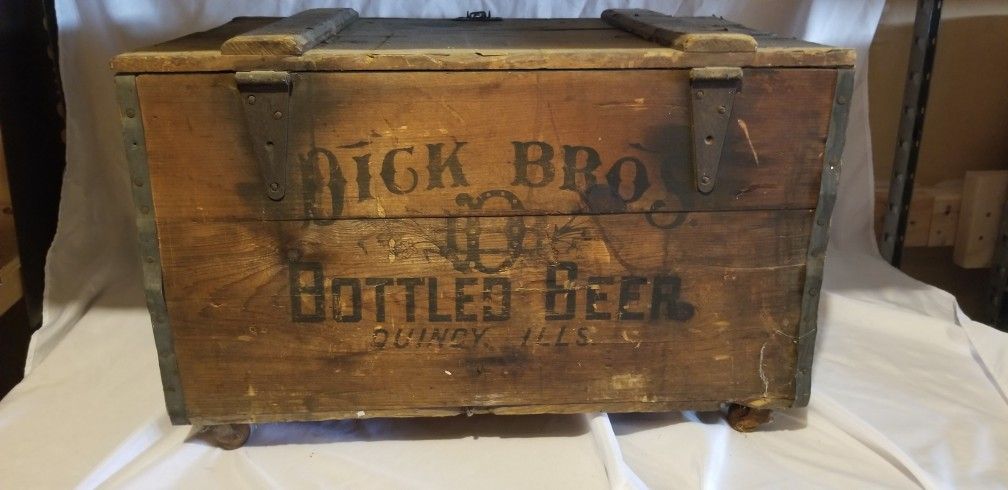 DICK BROS.
BOTTLED BEER
QUINCY, ILLS.